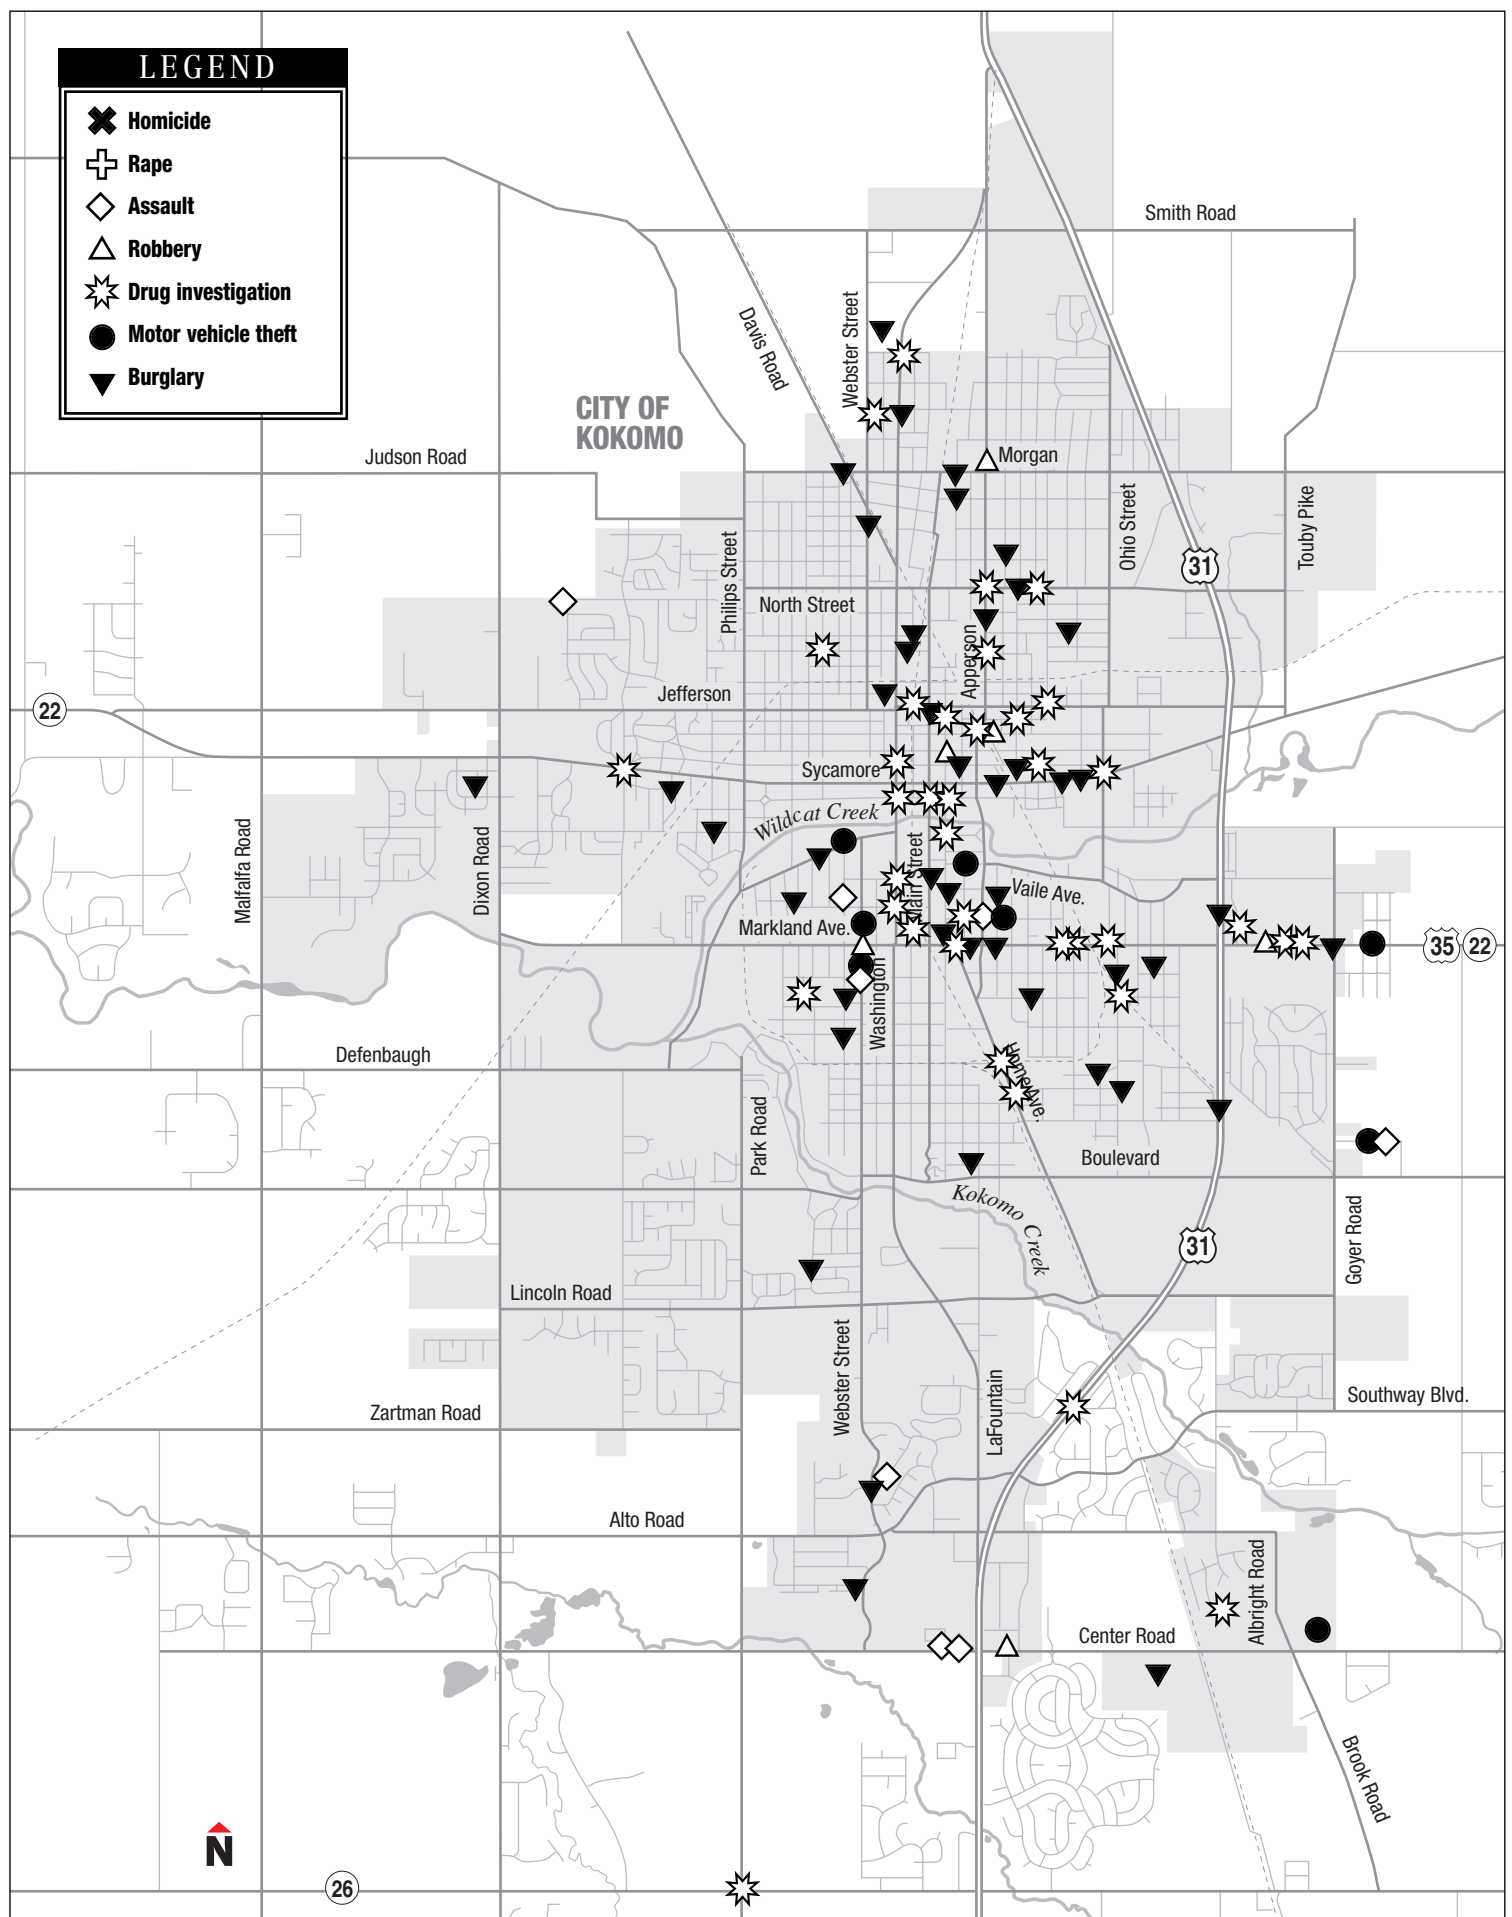 LEGEND
Homicide
Rape
Assault
Robbery
Drug investigation
Motor vehicle theft
Burglary
Smith Road
Davis Road
Webster Street
CITY OF
KOKOMO
Judson Road
Morgan
Ohio Street
Touby Pike
31
Philips Street
North Street
Apperson
Jefferson
22
Sycamore
Wildcat Creek
Malfalfa Road
Dixon Road
Main Street
Vaile Ave.
Markland Ave.
35
22
Washington
Defenbaugh
Home Ave.
Park Road
Boulevard
Kokomo Creek
31
Goyer Road
Lincoln Road
Webster Street
LaFountain
Southway Blvd.
Zartman Road
Alto Road
Albright Road
Center Road
Brook Road
N
26